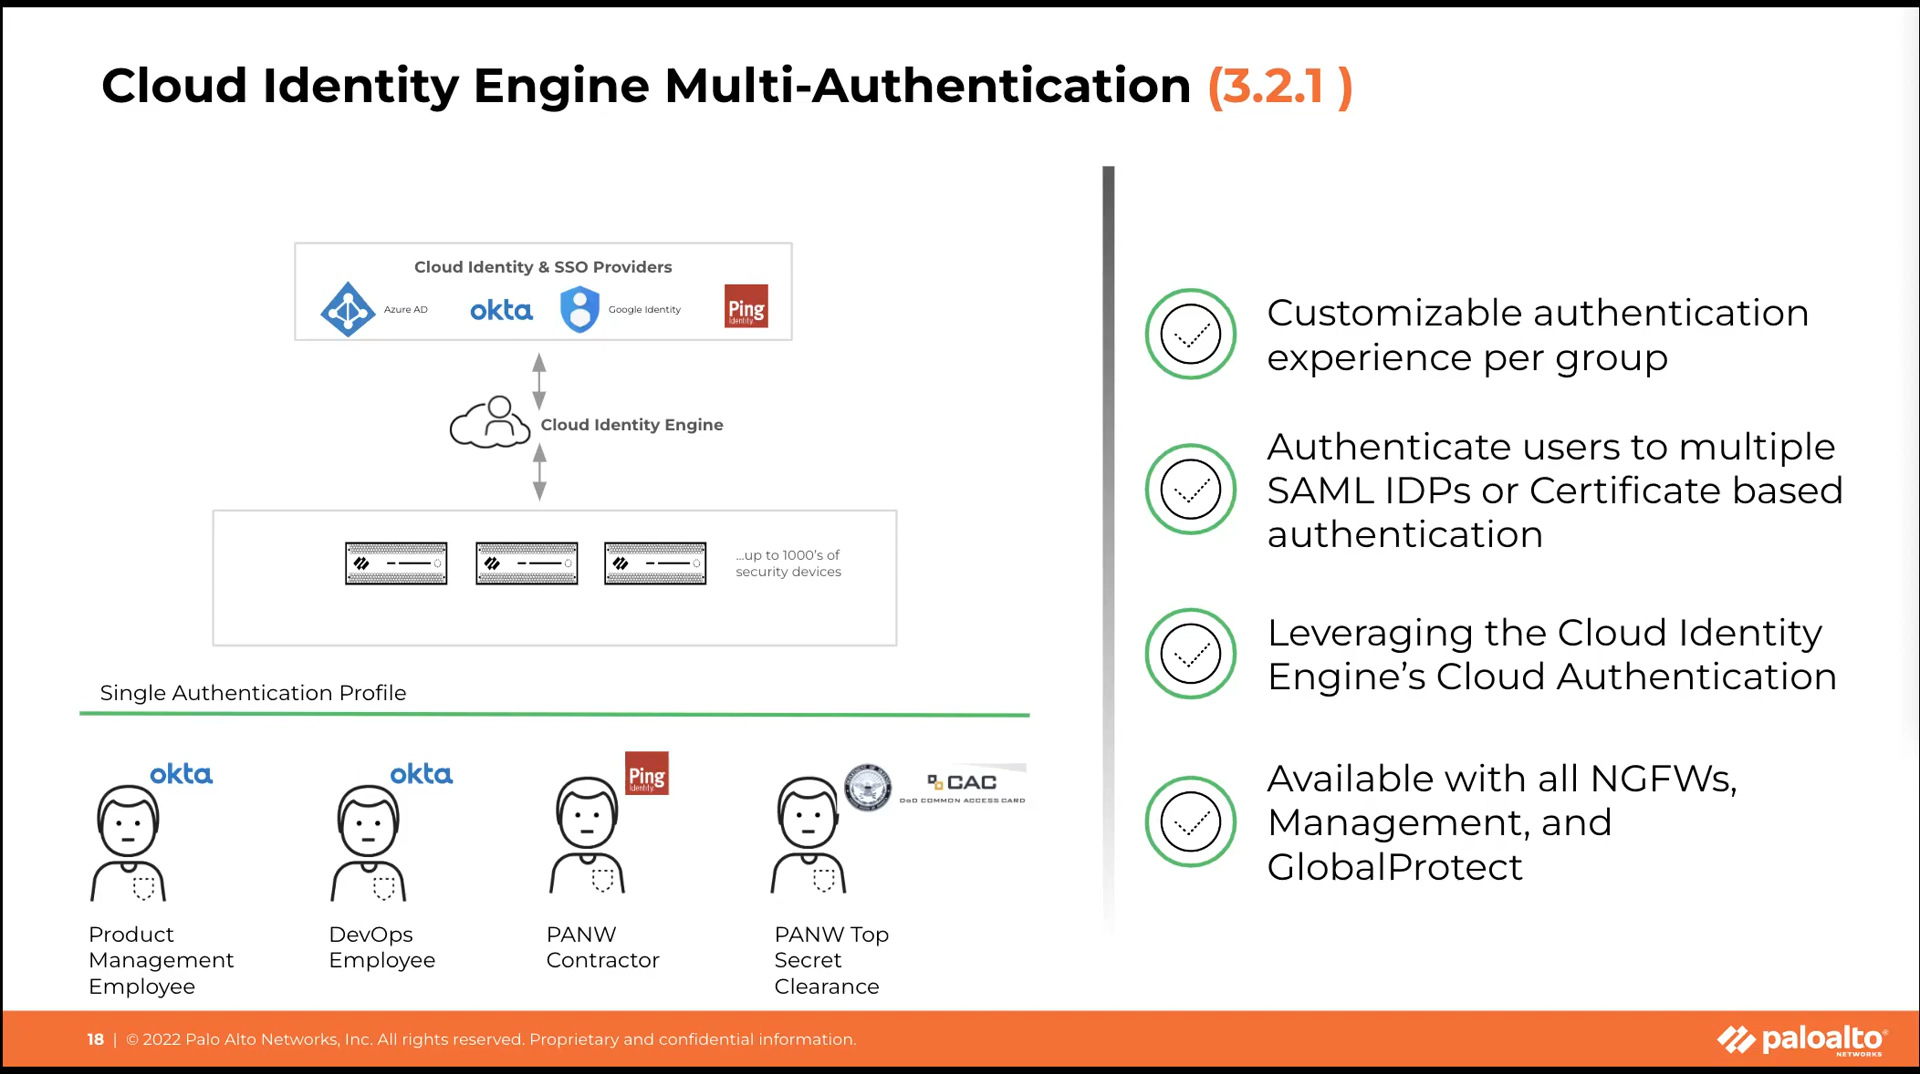 Cloud Identity Engine Multi-Authentication (3.2.1 )
Cloud Identity & SSO Providers
Azure AD
okta
Google Identity
Ping
Identity
Cloud Identity Engine
...up to 1000's of
security devices
Single Authentication Profile
okta
okta
Ping
Identity
CAC
DoD COMMON ACCESS CARD
Product
Management
Employee
DevOps
Employee
PANW
Contractor
PANW Top
Secret
Clearance
Customizable authentication
experience per group
Authenticate users to multiple
SAML IDPs or Certificate based
authentication
Leveraging the Cloud Identity
Engine’s Cloud Authentication
Available with all NGFWs,
Management, and
GlobalProtect
18 | © 2022 Palo Alto Networks, Inc. All rights reserved. Proprietary and confidential information.
paloalto®
NETWORKS